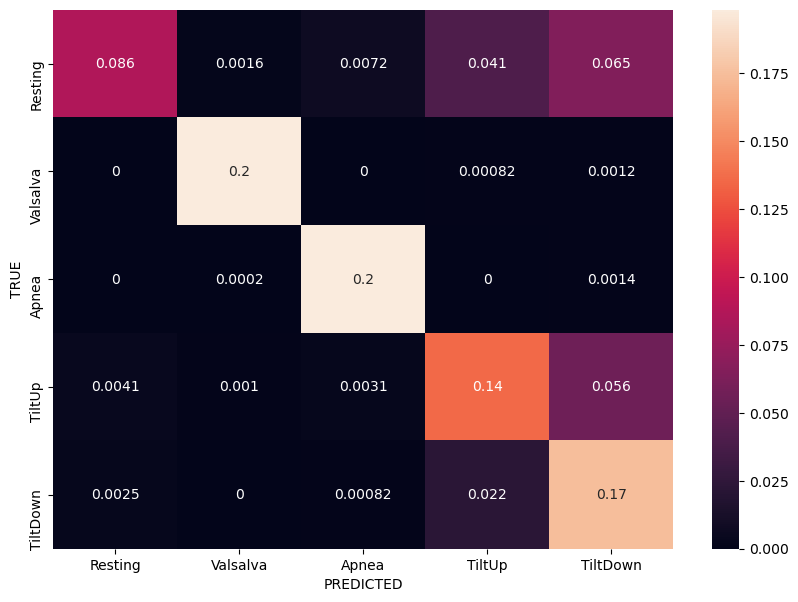 Resting 0.086 0.0016 0.0072 0.041 0.065
Valsalva 0 0.2 0 0.00082 0.0012
Apnea 0 0.0002 0.2 0 0.0014
TiltUp 0.0041 0.001 0.0031 0.14 0.056
TiltDown 0.0025 0 0.00082 0.022 0.17
TRUE
Resting Valsalva Apnea TiltUp TiltDown
PREDICTED
0.175
0.150
0.125
0.100
0.075
0.050
0.025
0.000